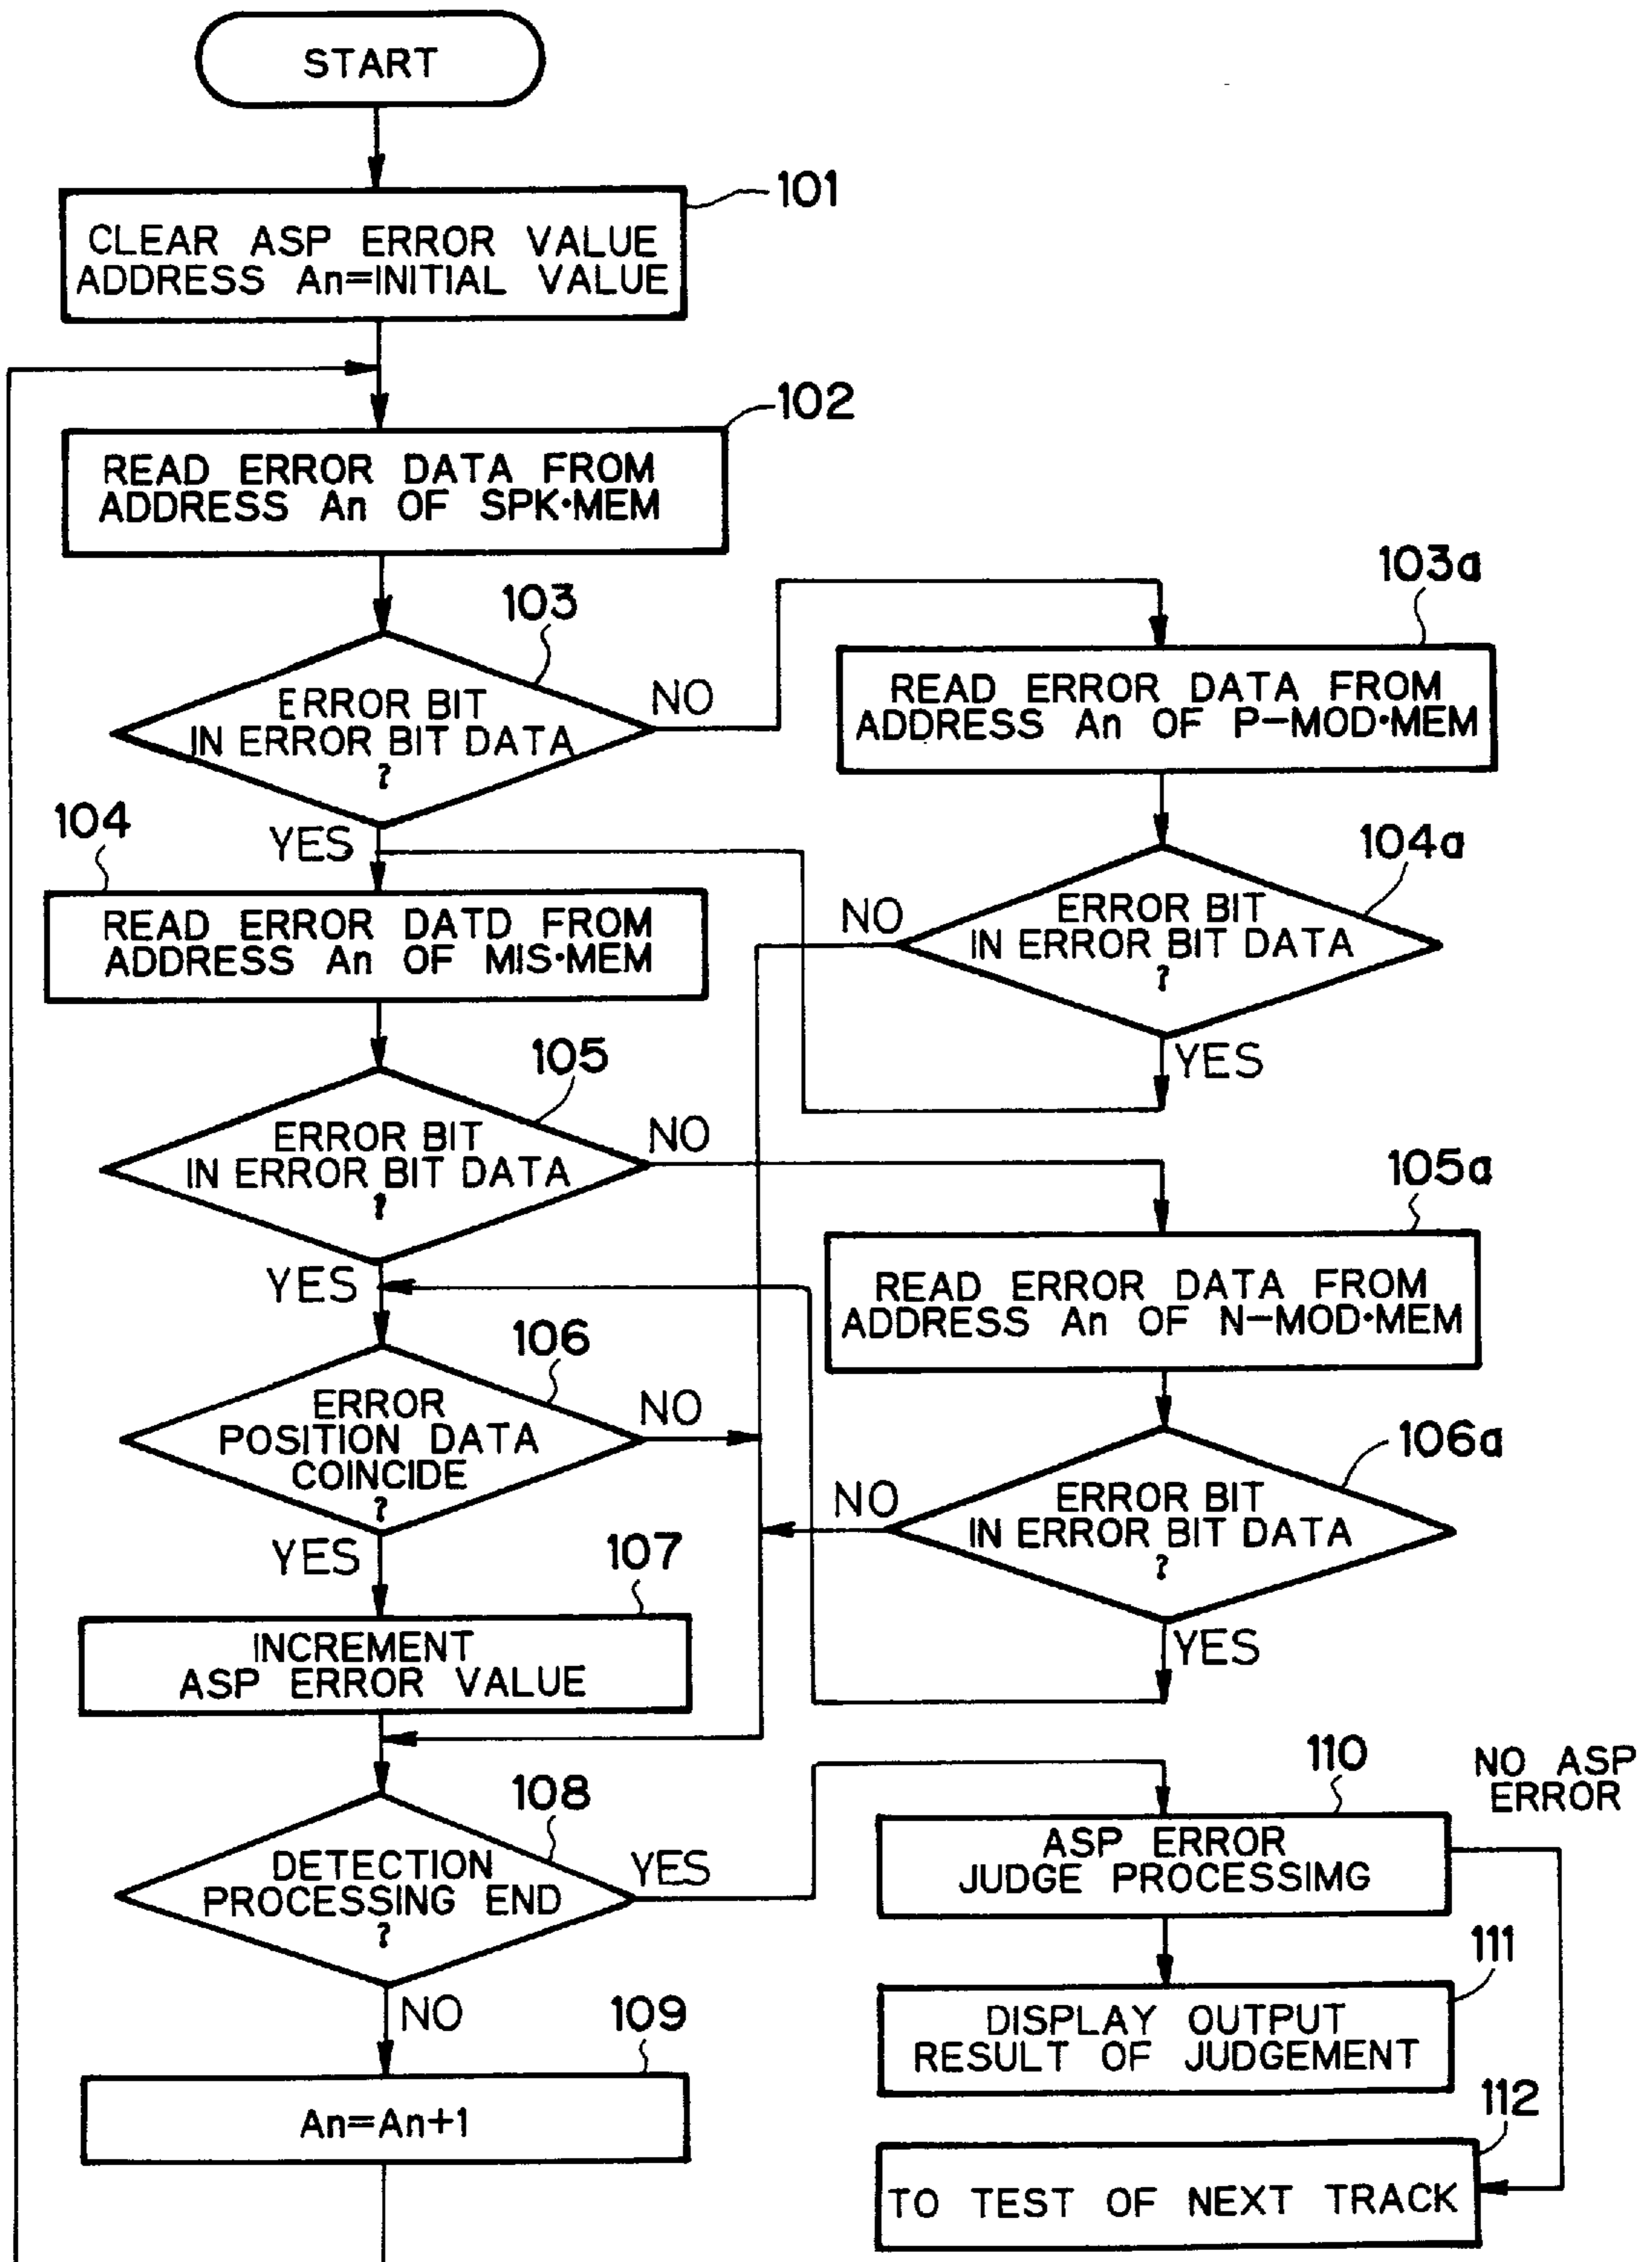 START
101
CLEAR ASP ERROR VALUE
ADDRESS An=INITIAL VALUE
102
READ ERROR DATA FROM
ADDRESS An OF SPK•MEM
103
ERROR BIT
IN ERROR BIT DATA
?
NO
YES
103a
READ ERROR DATA FROM
ADDRESS An OF P-MOD•MEM
104
READ ERROR DATD FROM
ADDRESS An OF MIS•MEM
104a
ERROR BIT
IN ERROR BIT DATA
?
NO
YES
105
ERROR BIT
IN ERROR BIT DATA
?
NO
YES
105a
READ ERROR DATA FROM
ADDRESS An OF N-MOD•MEM
106
ERROR
POSITION DATA
COINCIDE
?
NO
YES
106a
ERROR BIT
IN ERROR BIT DATA
?
NO
YES
107
INCREMENT
ASP ERROR VALUE
108
DETECTION
PROCESSING END
?
YES
NO
109
An=An+1
110
ASP ERROR
JUDGE PROCESSIMG
NO ASP
ERROR
111
DISPLAY OUTPUT
RESULT OF JUDGEMENT
112
TO TEST OF NEXT TRACK